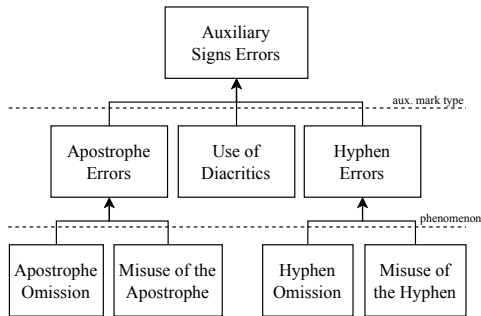 Auxiliary
Signs Errors
aux. mark type
Apostrophe
Errors
Use of
Diacritics
Hyphen
Errors
phenomenon
Apostrophe
Omission
Misuse of the
Apostrophe
Hyphen
Omission
Misuse of
the Hyphen